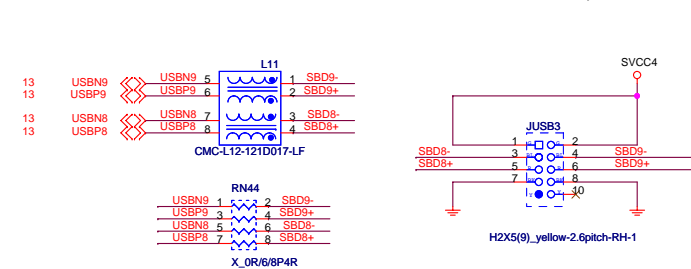 L11
13 USBN9 USBN9 5 1 SBD9-
13 USBP9 USBP9 6 2 SBD9+
13 USBN8 USBN8 7 3 SBD8-
13 USBP8 USBP8 8 4 SBD8+
CMC-L12-121D017-LF
RN44
USBN9 1 2 SBD9-
USBP9 3 4 SBD9+
USBN8 5 6 SBD8-
USBP8 7 8 SBD8+
X_0R/6/8P4R
SVCC4
JUSB3
1 2
SBD8- 3 4 SBD9-
SBD8+ 5 6 SBD9+
7 8
10
H2X5(9)_yellow-2.6pitch-RH-1